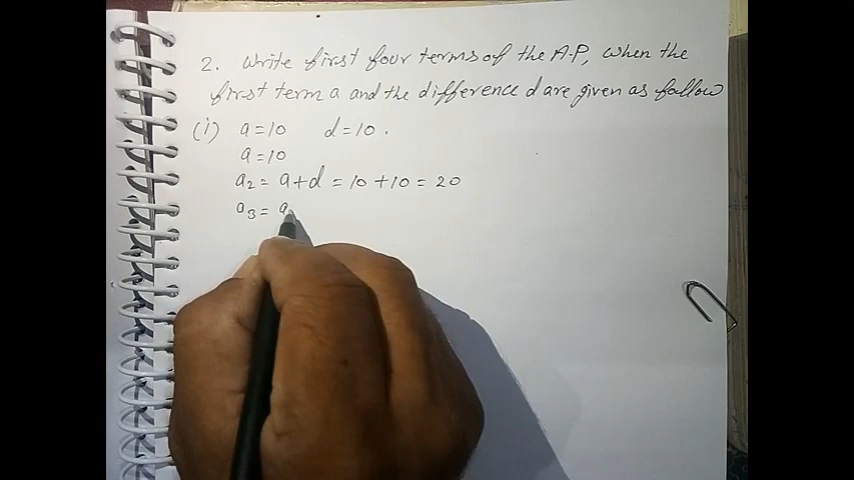 2. Write first four terms of the A.P, when the
first term a and the difference d are given as follow
(i) a = 10 d = 10.
a = 10
a₂ = a + d = 10 + 10 = 20
a₃ = a